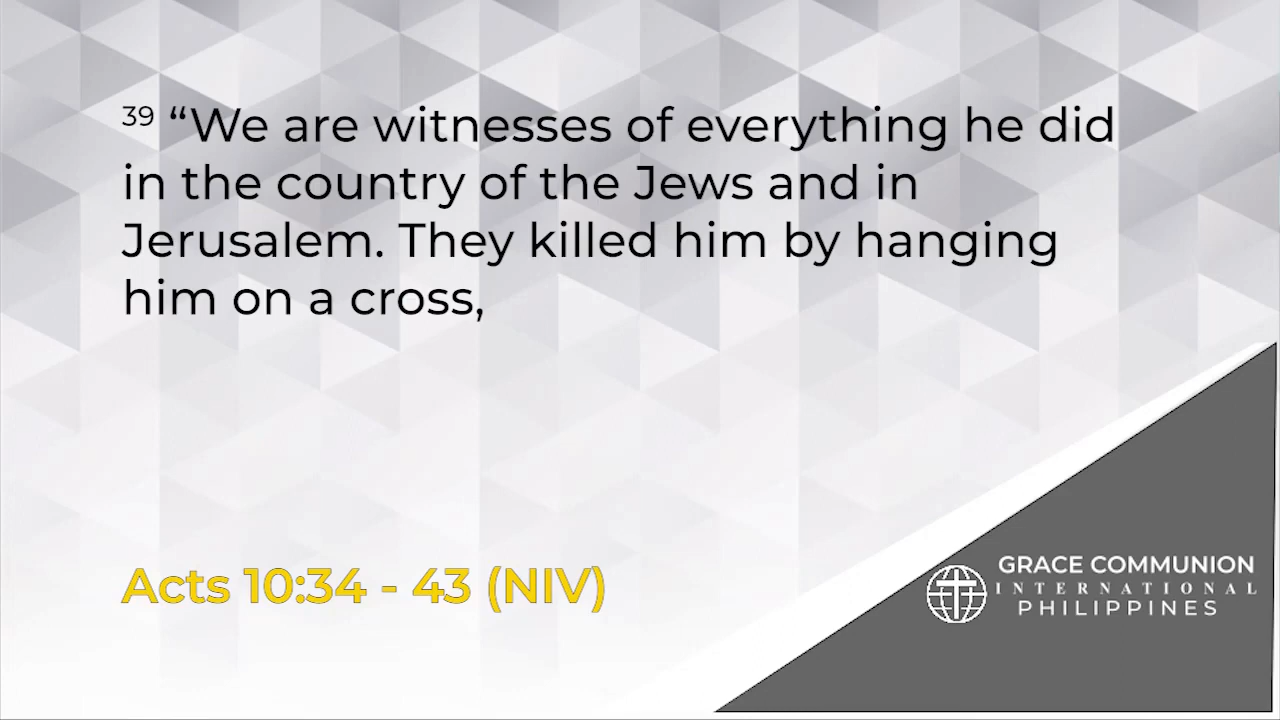 39 “We are witnesses of everything he did
in the country of the Jews and in
Jerusalem. They killed him by hanging
him on a cross,
Acts 10:34 - 43 (NIV)
GRACE COMMUNION
INTERNATIONAL
PHILIPPINES